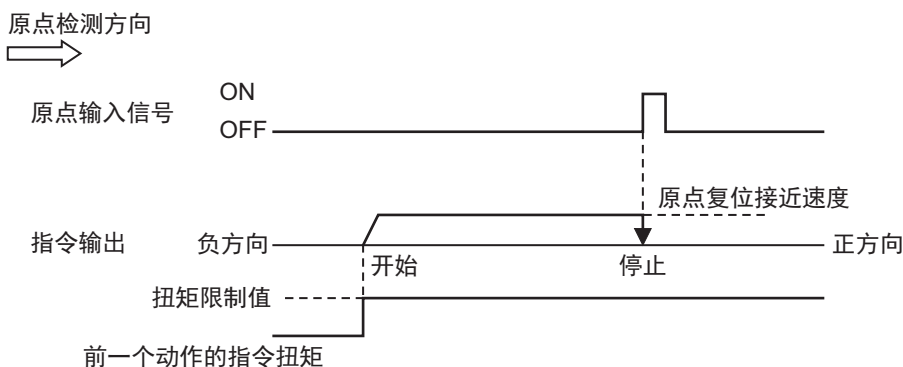 原点检测方向
原点输入信号
ON
OFF
原点复位接近速度
指令输出
负方向
正方向
开始
停止
扭矩限制值
前一个动作的指令扭矩